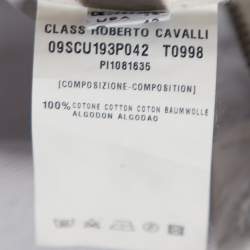 CLASS ROBERTO CAVALLI
09SCU193P042 T0998
PI1081635
[COMPOSIZIONE-COMPOSITION]
100% COTONE COTTON COTON BAUMWOLLE
ALGODON ALGODAO